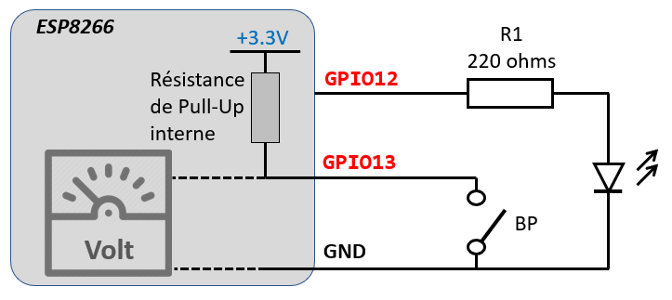 ESP8266
+3.3V
Résistance
de Pull-Up
interne
GPIO12
R1
220 ohms
GPIO13
BP
GND
Volt